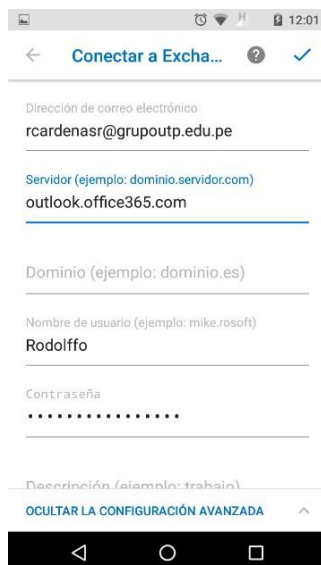 12:01
Conectar a Excha...
Dirección de correo electrónico
rcardenasr@grupoutp.edu.pe
Servidor (ejemplo: dominio.servidor.com)
outlook.office365.com
Dominio (ejemplo: dominio.es)
Nombre de usuario (ejemplo: mike.rosoft)
Rodolffo
Contraseña
Descripción (ejemplo: trabajo)
OCULTAR LA CONFIGURACIÓN AVANZADA